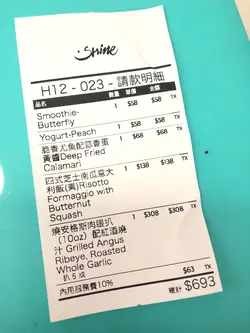 Shine
H12 - 023 - 請款明細
品名 數量 單價 金額 TX
Smoothie- 1 $58 $58 TX
Butterfly
Yogurt-Peach 1 $58 $58 TX
脆香尤魚配蒜香蛋 1 $68 $68 TX
黃醬Deep Fried
Calamari
四式芝士南瓜意大 1 $138 $138 TX
利飯(素)Risotto
Formaggio with
Butternut
Squash
燒安格斯肉眼扒 1 $308 $308 TX
(10oz) 配紅酒燒
汁 Grilled Angus
Ribeye, Roasted
Whole Garlic
扒 5 成
內用服務費10% $63 TX
總計 $693